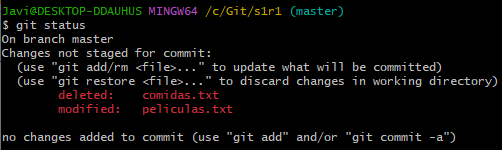 Javi@DESKTOP-DDAUHUS MINGW64 /c/Git/s1r1 (master)
$ git status
On branch master
Changes not staged for commit:
  (use "git add/rm <file>..." to update what will be committed)
  (use "git restore <file>..." to discard changes in working directory)
        deleted:    comidas.txt
        modified:   peliculas.txt

no changes added to commit (use "git add" and/or "git commit -a")